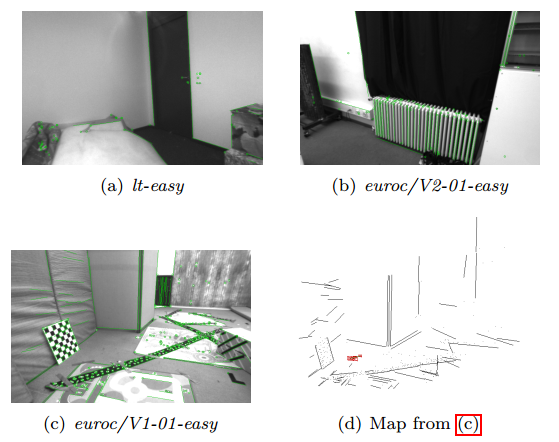 (a) lt-easy
(b) euroc/V2-01-easy
(c) euroc/V1-01-easy
(d) Map from (c)